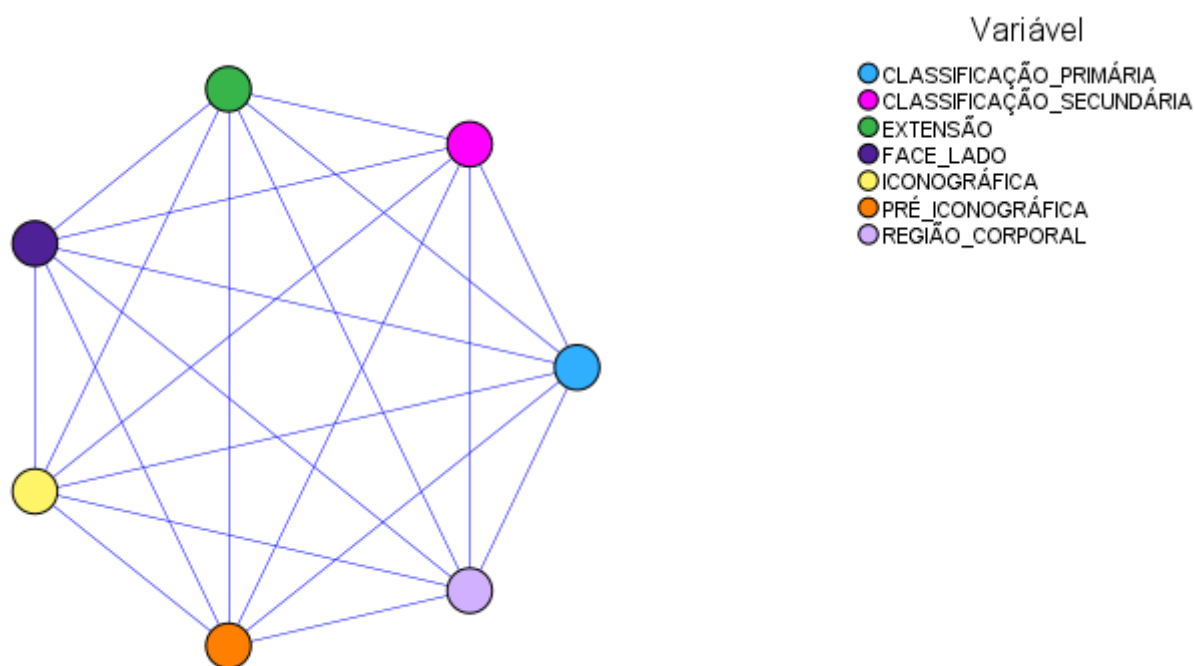 Variável
CLASSIFICAÇÃO_PRIMÁRIA
CLASSIFICAÇÃO_SECUNDÁRIA
EXTENSÃO
FACE_LADO
ICONOGRÁFICA
PRÉ_ICONOGRÁFICA
REGIÃO_CORPORAL